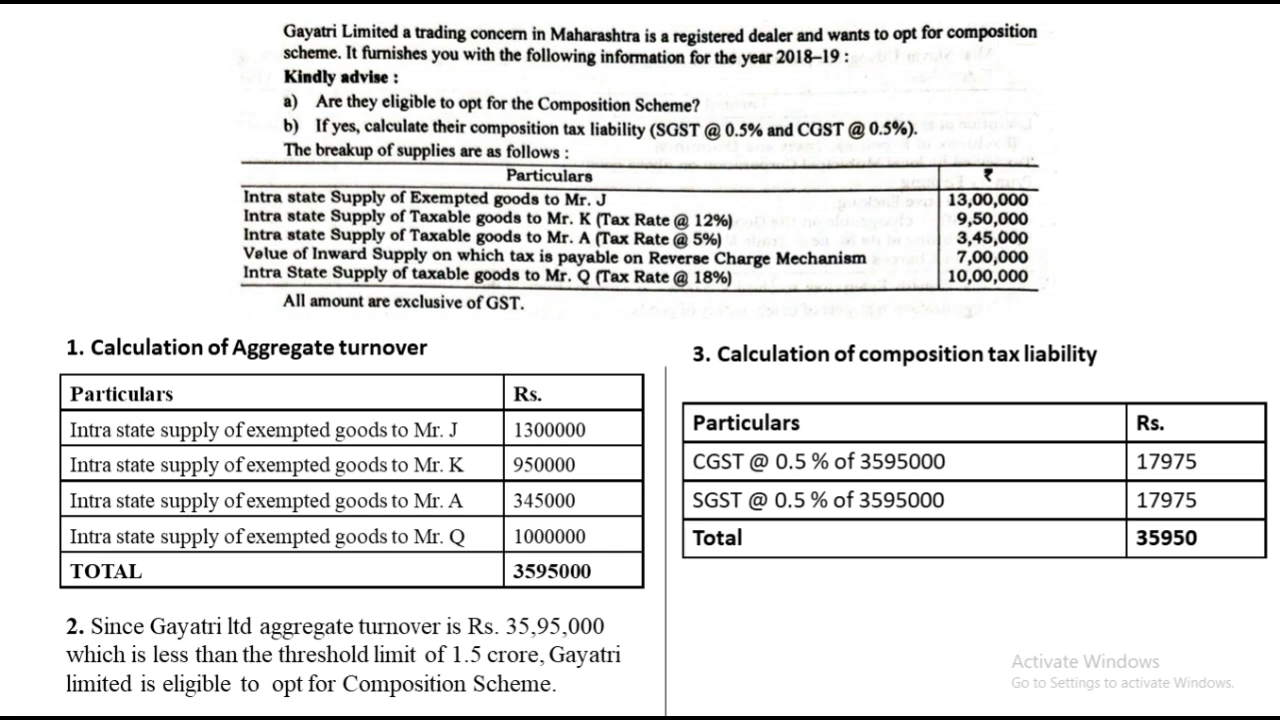 Gayatri Limited a trading concern in Maharashtra is a registered dealer and wants to opt for composition
scheme. It furnishes you with the following information for the year 2018–19 :
Kindly advise :
a) Are they eligible to opt for the Composition Scheme?
b) If yes, calculate their composition tax liability (SGST @ 0.5% and CGST @ 0.5%).
The breakup of supplies are as follows :
Particulars ₹
Intra state Supply of Exempted goods to Mr. J 13,00,000
Intra state Supply of Taxable goods to Mr. K (Tax Rate @ 12%) 9,50,000
Intra state Supply of Taxable goods to Mr. A (Tax Rate @ 5%) 3,45,000
Value of Inward Supply on which tax is payable on Reverse Charge Mechanism 7,00,000
Intra State Supply of taxable goods to Mr. Q (Tax Rate @ 18%) 10,00,000
All amount are exclusive of GST.
1. Calculation of Aggregate turnover
Particulars Rs.
Intra state supply of exempted goods to Mr. J 1300000
Intra state supply of exempted goods to Mr. K 950000
Intra state supply of exempted goods to Mr. A 345000
Intra state supply of exempted goods to Mr. Q 1000000
TOTAL 3595000
2. Since Gayatri ltd aggregate turnover is Rs. 35,95,000
which is less than the threshold limit of 1.5 crore, Gayatri
limited is eligible to opt for Composition Scheme.
3. Calculation of composition tax liability
Particulars Rs.
CGST @ 0.5 % of 3595000 17975
SGST @ 0.5 % of 3595000 17975
Total 35950
Activate Windows
Go to Settings to activate Windows.